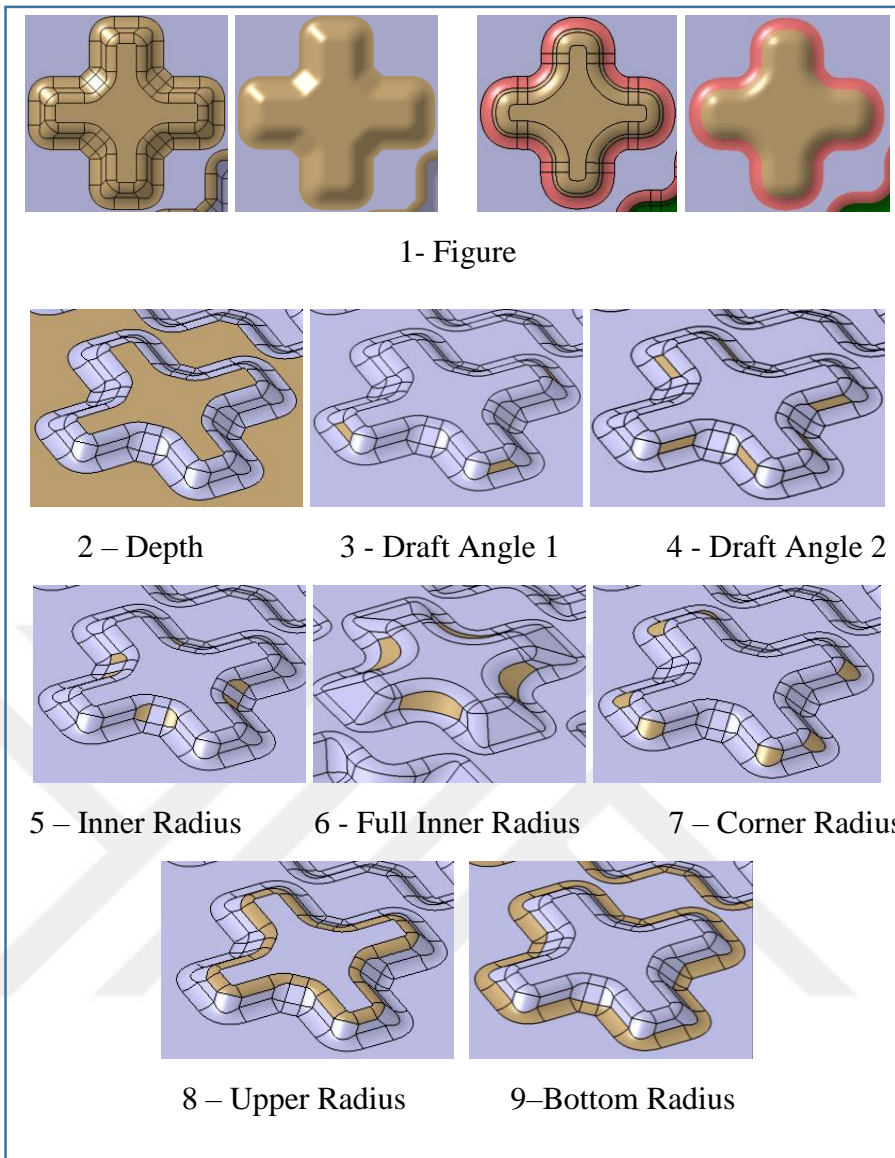 1- Figure
2 – Depth
3 - Draft Angle 1
4 - Draft Angle 2
5 – Inner Radius
6 - Full Inner Radius
7 – Corner Radius
8 – Upper Radius
9–Bottom Radius